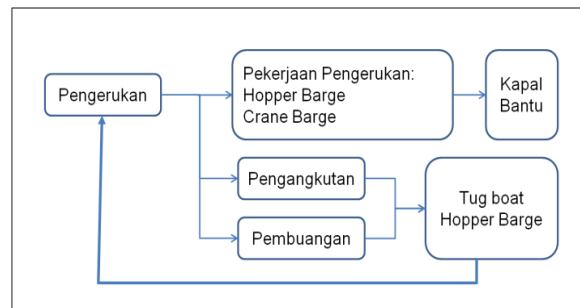 Pengerukan
Pekerjaan Pengerukan:
Hopper Barge
Crane Barge
Kapal
Bantu
Pengangkutan
Pembuangan
Tug boat
Hopper Barge